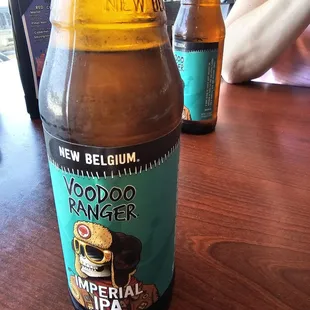 NEW BELGIUM.
VOODOO
RANGER
IMPERIAL
IPA